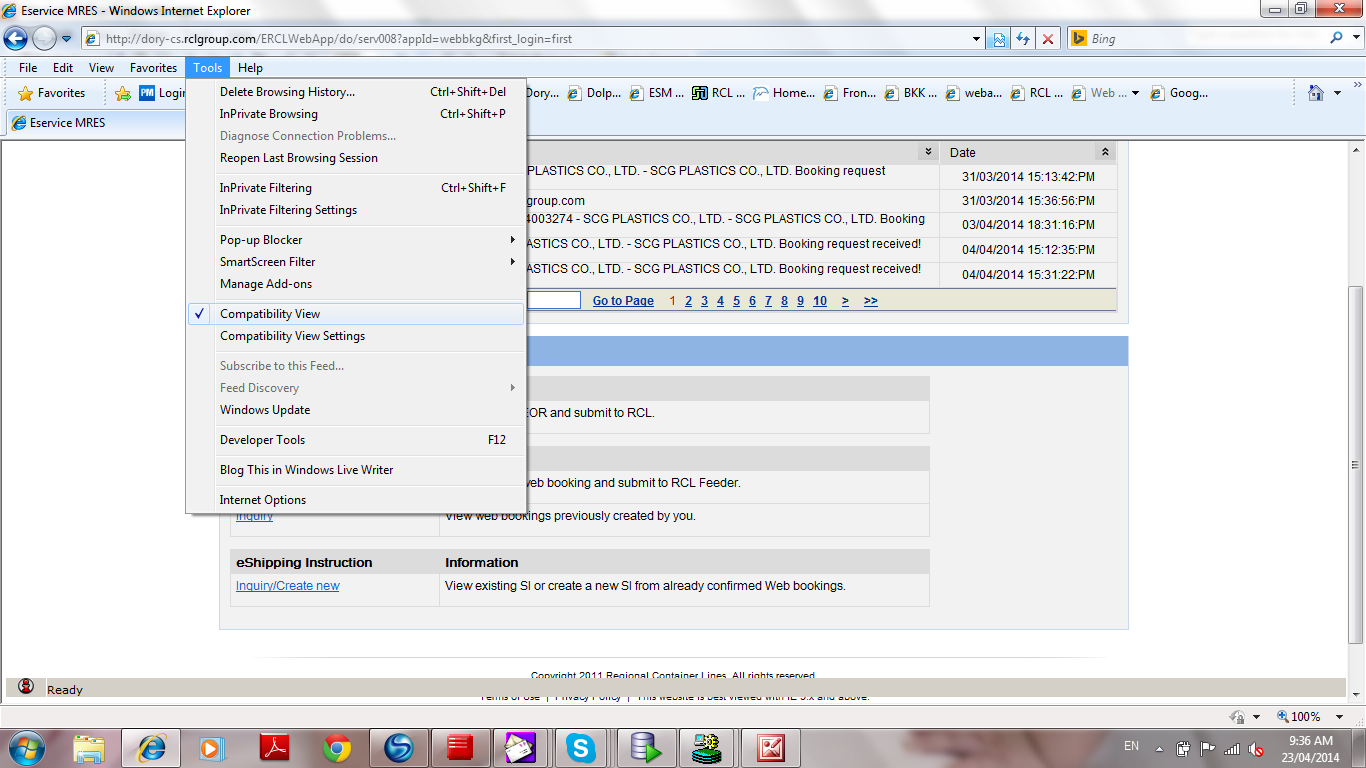 Eservice MRES - Windows Internet Explorer
http://dory-cs.rclgroup.com/ERCLWebApp/do/serv008?appId=webbkg&first_login=first
Bing
File Edit View Favorites Tools Help
Favorites
PM Login
Dory...
Dolp...
ESM ...
RCL ...
Home...
Fron...
BKK ...
weba...
RCL ...
Web ...
Goog...
Eservice MRES
Delete Browsing History... Ctrl+Shift+Del
InPrivate Browsing Ctrl+Shift+P
Diagnose Connection Problems...
Reopen Last Browsing Session
InPrivate Filtering Ctrl+Shift+F
InPrivate Filtering Settings
Pop-up Blocker
SmartScreen Filter
Manage Add-ons
Compatibility View
Compatibility View Settings
Subscribe to this Feed...
Feed Discovery
Windows Update
Developer Tools F12
Blog This in Windows Live Writer
Internet Options
Date
PLASTICS CO., LTD. - SCG PLASTICS CO., LTD. Booking request 31/03/2014 15:13:42:PM
group.com 31/03/2014 15:36:56:PM
4003274 - SCG PLASTICS CO., LTD. - SCG PLASTICS CO., LTD. Booking 03/04/2014 18:31:16:PM
ASTICS CO., LTD. - SCG PLASTICS CO., LTD. Booking request received! 04/04/2014 15:12:35:PM
ASTICS CO., LTD. - SCG PLASTICS CO., LTD. Booking request received! 04/04/2014 15:31:22:PM
Go to Page 1 2 3 4 5 6 7 8 9 10 > >>
EOR and submit to RCL.
web booking and submit to RCL Feeder.
Inquiry View web bookings previously created by you.
eShipping Instruction Information
Inquiry/Create new View existing SI or create a new SI from already confirmed Web bookings.
Copyright 2011 Regional Container Lines. All rights reserved
Terms of Use | Privacy Policy | This website is best viewed with IE 5.x and above.
Ready
100%
EN
9:36 AM
23/04/2014